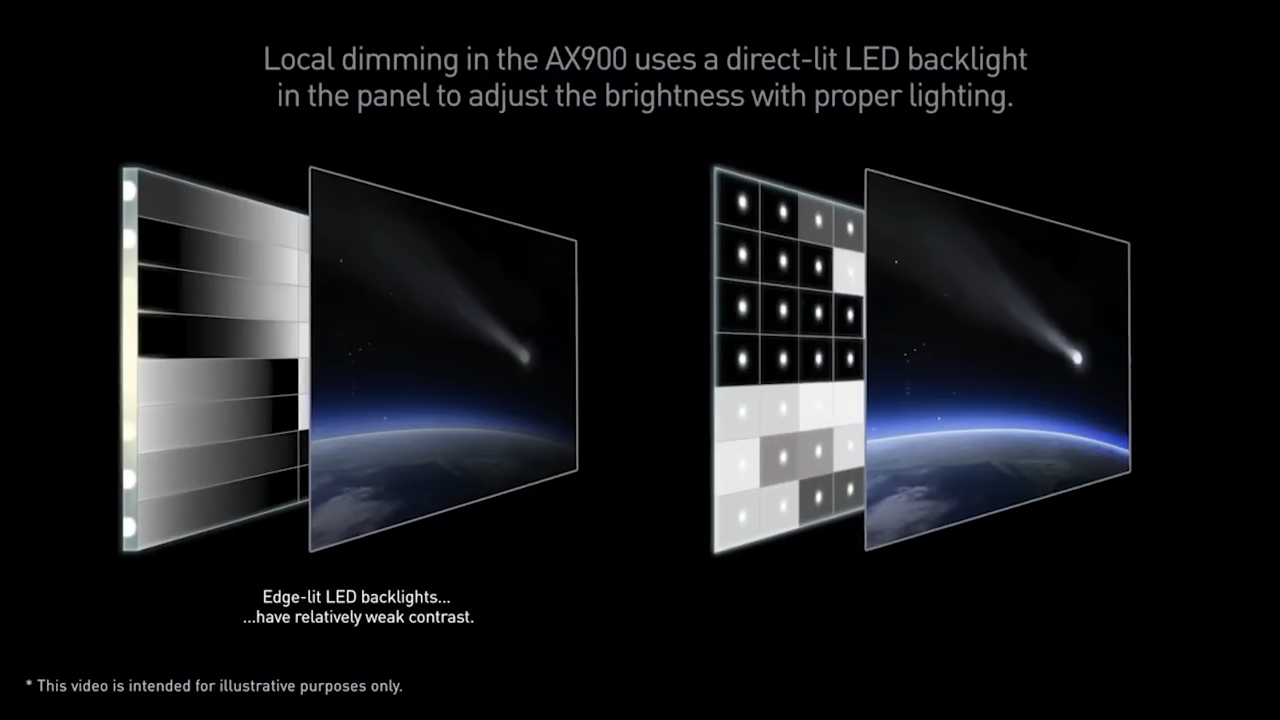 Local dimming in the AX900 uses a direct-lit LED backlight
in the panel to adjust the brightness with proper lighting.
Edge-lit LED backlights...
...have relatively weak contrast.
* This video is intended for illustrative purposes only.